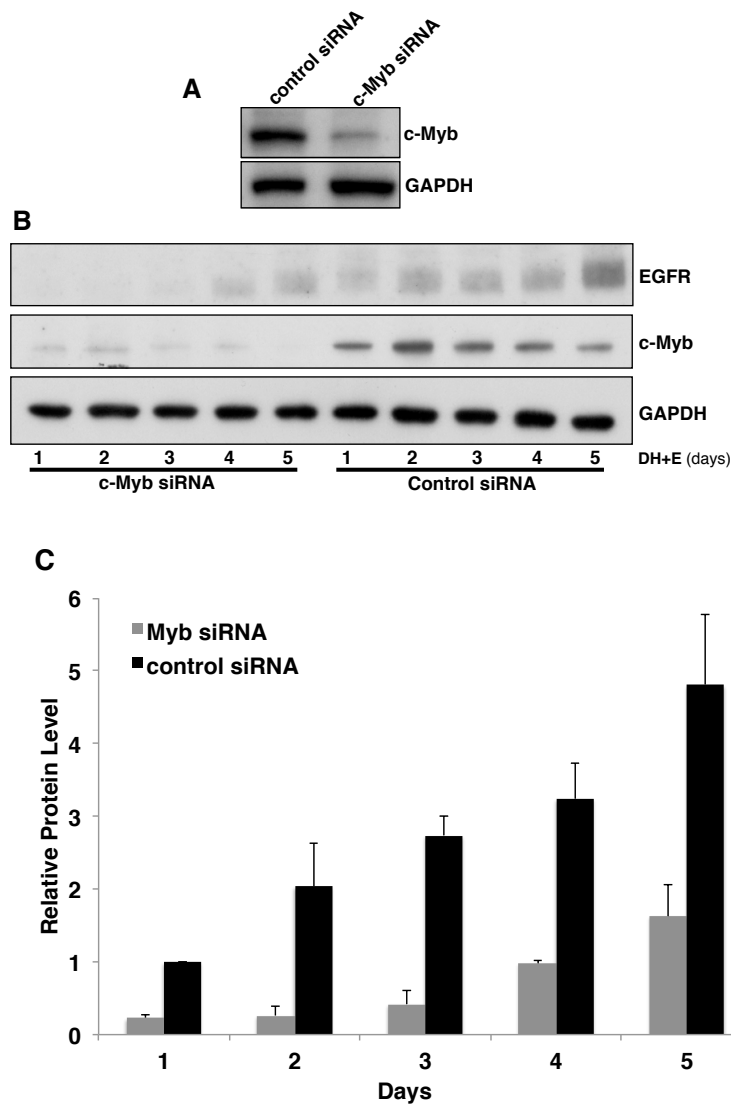 A
control siRNA
c-Myb siRNA
c-Myb
GAPDH
B
EGFR
c-Myb
GAPDH
1 2 3 4 5 1 2 3 4 5 DH+E (days)
c-Myb siRNA Control siRNA
C
6
5
4
3
2
1
0
Relative Protein Level
Myb siRNA
control siRNA
1 2 3 4 5
Days